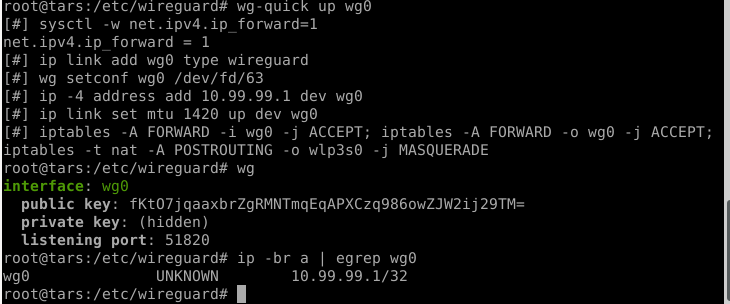 root@tars:/etc/wireguard# wg-quick up wg0
[#] sysctl -w net.ipv4.ip_forward=1
net.ipv4.ip_forward = 1
[#] ip link add wg0 type wireguard
[#] wg setconf wg0 /dev/fd/63
[#] ip -4 address add 10.99.99.1 dev wg0
[#] ip link set mtu 1420 up dev wg0
[#] iptables -A FORWARD -i wg0 -j ACCEPT; iptables -A FORWARD -o wg0 -j ACCEPT;
iptables -t nat -A POSTROUTING -o wlp3s0 -j MASQUERADE
root@tars:/etc/wireguard# wg
interface: wg0
  public key: fKtO7jqaaxbrZgRMNTmqEqAPXCzq986owZJW2ij29TM=
  private key: (hidden)
  listening port: 51820
root@tars:/etc/wireguard# ip -br a | egrep wg0
wg0              UNKNOWN        10.99.99.1/32
root@tars:/etc/wireguard#